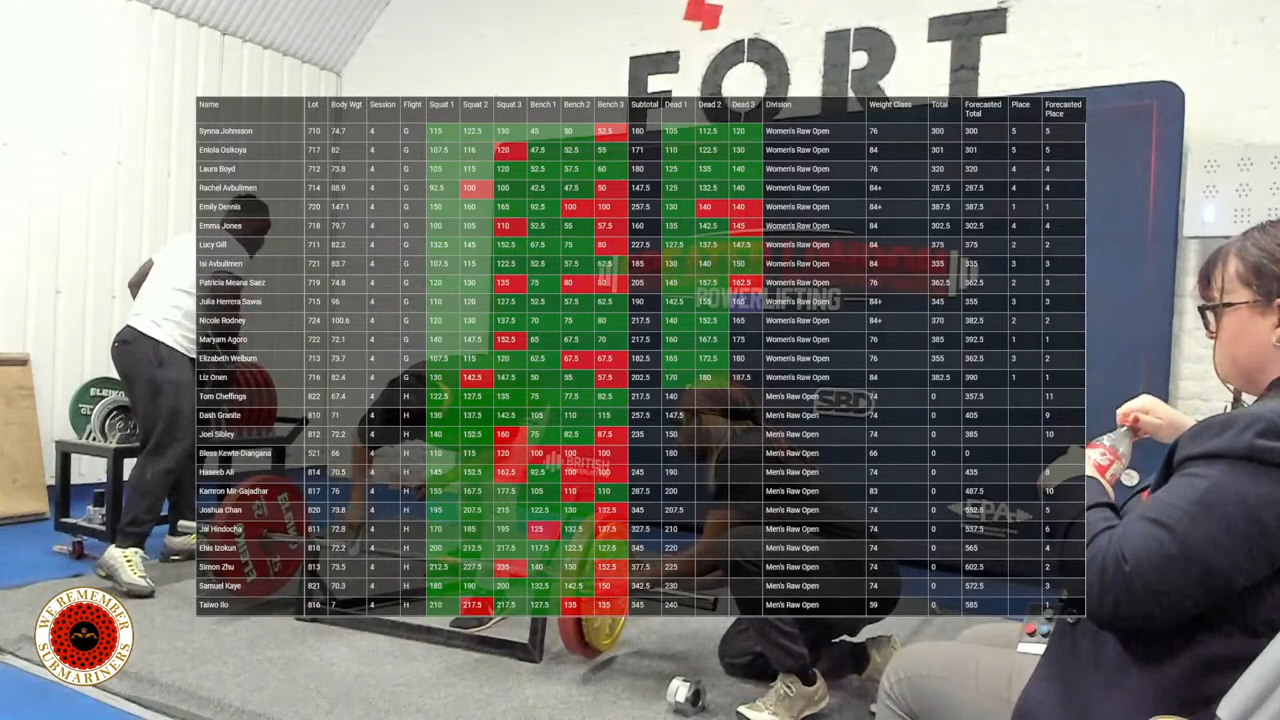 FORT
Name Lot Body Wgt Session Flight Squat 1 Squat 2 Squat 3 Bench 1 Bench 2 Bench 3 Subtotal Dead 1 Dead 2 Dead 3 Division Weight Class Total Forecasted Total Place Forecasted Place
Synna Johnsson 710 74.7 4 G 115 122.5 130 45 50 52.5 180 105 112.5 120 Women's Raw Open 76 300 300 5 5
Eniola Osikoya 717 82 4 G 107.5 116 120 47.5 52.5 55 171 110 122.5 130 Women's Raw Open 84 301 301 5 5
Laura Boyd 712 73.8 4 G 105 115 120 52.5 57.5 60 180 125 135 140 Women's Raw Open 76 320 320 4 4
Rachel Avbulimen 714 88.9 4 G 92.5 100 100 42.5 47.5 50 147.5 125 132.5 140 Women's Raw Open 84+ 287.5 287.5 4 4
Emily Dennis 720 147.1 4 G 150 160 165 92.5 100 100 257.5 130 140 140 Women's Raw Open 84+ 387.5 387.5 1 1
Emma Jones 718 79.7 4 G 100 105 110 52.5 55 57.5 160 135 142.5 145 Women's Raw Open 84 302.5 302.5 4 4
Lucy Gill 711 82.2 4 G 132.5 145 152.5 67.5 75 80 227.5 127.5 137.5 147.5 Women's Raw Open 84 375 375 2 2
Isi Avbulimen 721 83.7 4 G 107.5 115 122.5 52.5 57.5 62.5 185 130 140 150 Women's Raw Open 84 335 335 3 3
Patricia Meana Saez 719 74.8 4 G 120 130 135 75 80 80 205 145 157.5 162.5 Women's Raw Open 76 362.5 362.5 2 3
Julia Herrera Sawai 715 96 4 G 110 120 127.5 52.5 57.5 62.5 190 142.5 155 165 Women's Raw Open 84+ 345 355 3 3
Nicole Rodney 724 100.6 4 G 120 130 137.5 70 75 80 217.5 140 152.5 165 Women's Raw Open 84+ 370 382.5 2 2
Maryam Agoro 722 72.1 4 G 140 147.5 152.5 65 67.5 70 217.5 160 167.5 175 Women's Raw Open 76 385 392.5 1 1
Elizabeth Welburn 713 73.7 4 G 107.5 115 120 62.5 67.5 67.5 182.5 165 172.5 180 Women's Raw Open 76 355 362.5 3 2
Liz Onen 716 82.4 4 G 130 142.5 147.5 50 55 57.5 202.5 170 180 187.5 Women's Raw Open 84 382.5 390 1 1
Tom Cheffings 822 67.4 4 H 122.5 127.5 135 75 77.5 82.5 217.5 140 Men's Raw Open 74 0 357.5 11
Dash Granite 810 71 4 H 130 137.5 142.5 105 110 115 257.5 147.5 Men's Raw Open 74 0 405 9
Joel Sibley 812 72.2 4 H 140 152.5 160 75 82.5 87.5 235 150 Men's Raw Open 74 0 385 10
Bless Kewte-Diangana 521 66 4 H 110 115 120 100 100 100 180 Men's Raw Open 66 0 0
Haseeb Ali 814 70.5 4 H 145 152.5 162.5 92.5 100 100 245 190 Men's Raw Open 74 0 435 8
Kamron Mir-Gajadhar 817 76 4 H 155 167.5 177.5 105 110 110 287.5 200 Men's Raw Open 83 0 487.5 10
Joshua Chan 820 73.8 4 H 195 207.5 215 122.5 130 132.5 345 207.5 Men's Raw Open 74 0 552.5 5
Jai Hindocha 811 72.8 4 H 170 185 195 125 132.5 137.5 327.5 210 Men's Raw Open 74 0 537.5 6
Ehis Izokun 818 72.2 4 H 200 212.5 217.5 117.5 122.5 127.5 345 220 Men's Raw Open 74 0 565 4
Simon Zhu 813 73.5 4 H 212.5 227.5 235 140 150 152.5 377.5 225 Men's Raw Open 74 0 602.5 2
Samuel Kaye 821 70.3 4 H 180 190 200 132.5 142.5 150 342.5 230 Men's Raw Open 74 0 572.5 3
Taiwo Ilo 816 7 4 H 210 217.5 217.5 127.5 135 135 345 240 Men's Raw Open 59 0 585 1
POWERLIFTING
SBD
BRITISH
EPA
ELEIKO
ELEIKO
ELEIKO
WE REMEMBER
SUBMARINERS